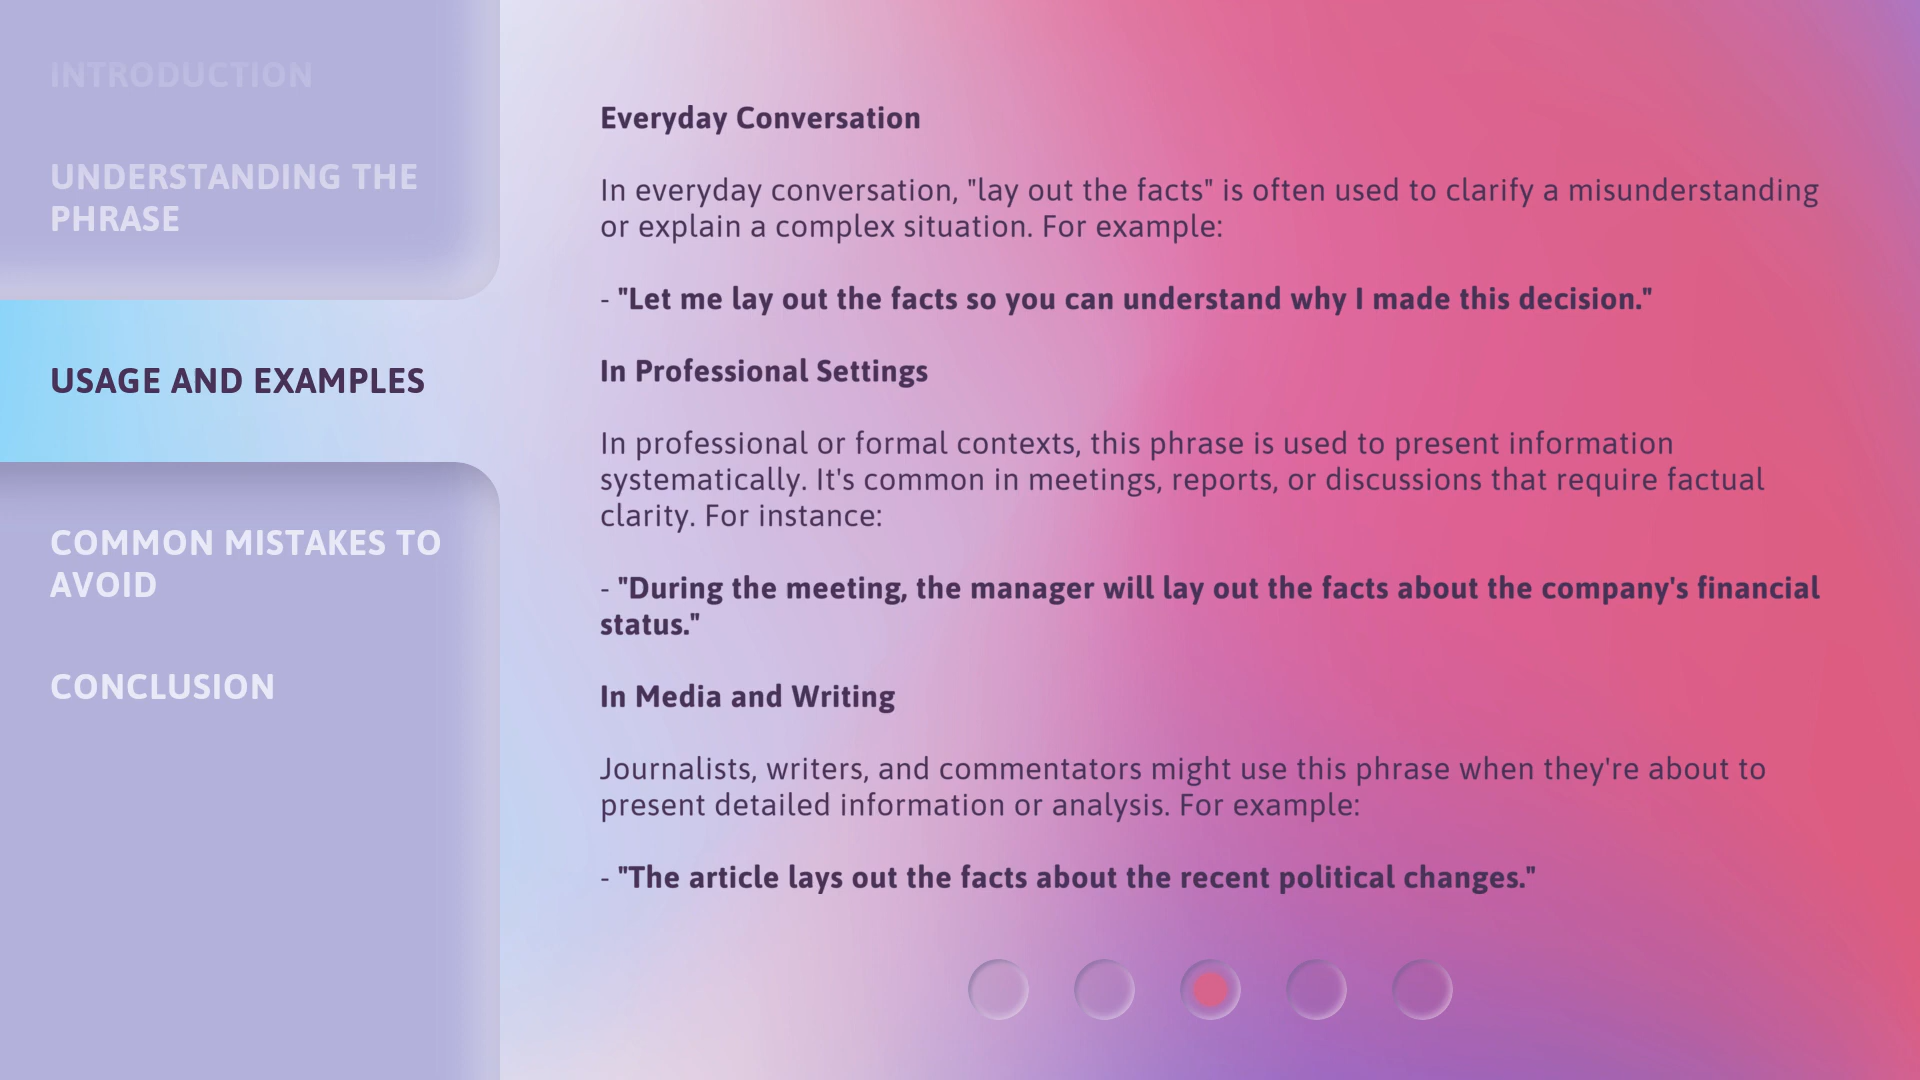 INTRODUCTION
UNDERSTANDING THE
PHRASE
USAGE AND EXAMPLES
COMMON MISTAKES TO
AVOID
CONCLUSION
Everyday Conversation
In everyday conversation, "lay out the facts" is often used to clarify a misunderstanding
or explain a complex situation. For example:
- "Let me lay out the facts so you can understand why I made this decision."
In Professional Settings
In professional or formal contexts, this phrase is used to present information
systematically. It's common in meetings, reports, or discussions that require factual
clarity. For instance:
- "During the meeting, the manager will lay out the facts about the company's financial
status."
In Media and Writing
Journalists, writers, and commentators might use this phrase when they're about to
present detailed information or analysis. For example:
- "The article lays out the facts about the recent political changes."